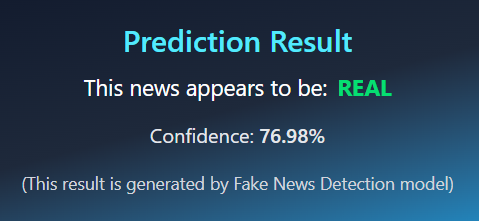 Prediction Result
This news appears to be: REAL
Confidence: 76.98%
(This result is generated by Fake News Detection model)